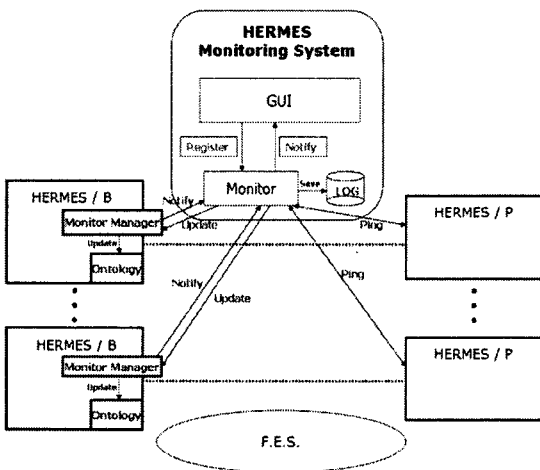 HERMES
Monitoring System
GUI
Register
Notify
Monitor
Save
LOG
HERMES / B
Monitor Manager
Update
Ontology
Notify
Update
Ping
HERMES / P
Notify
Update
Ping
HERMES / B
Monitor Manager
Update
Ontology
HERMES / P
F.E.S.